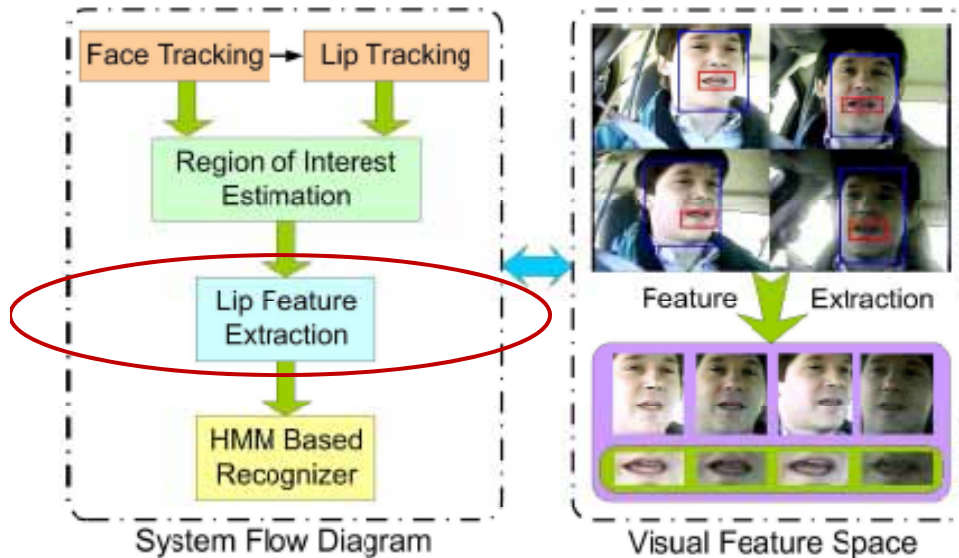 Face Tracking
Lip Tracking
Region of Interest
Estimation
Lip Feature
Extraction
HMM Based
Recognizer
System Flow Diagram
Feature Extraction
Visual Feature Space